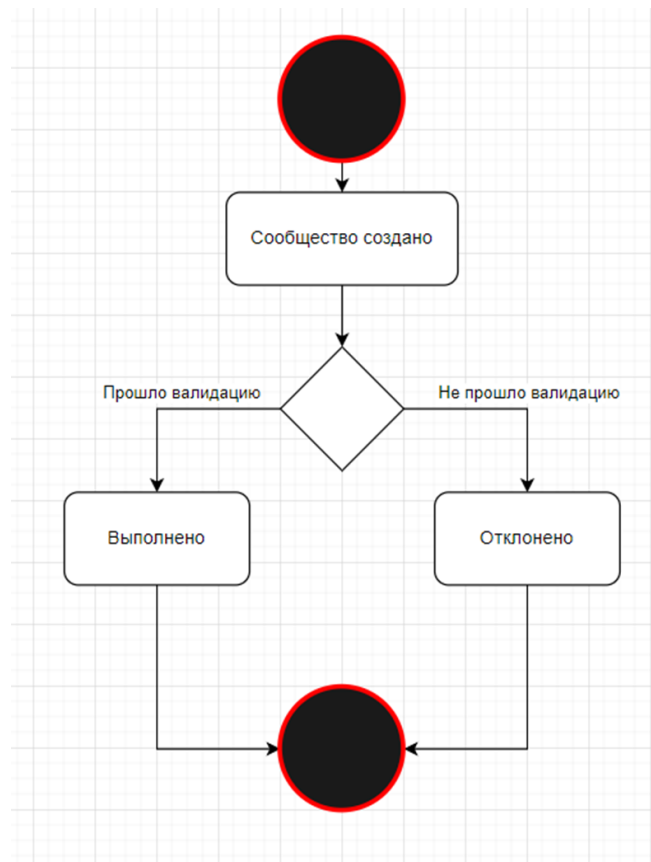 Сообщество создано
Прошло валидацию
Не прошло валидацию
Выполнено
Отклонено